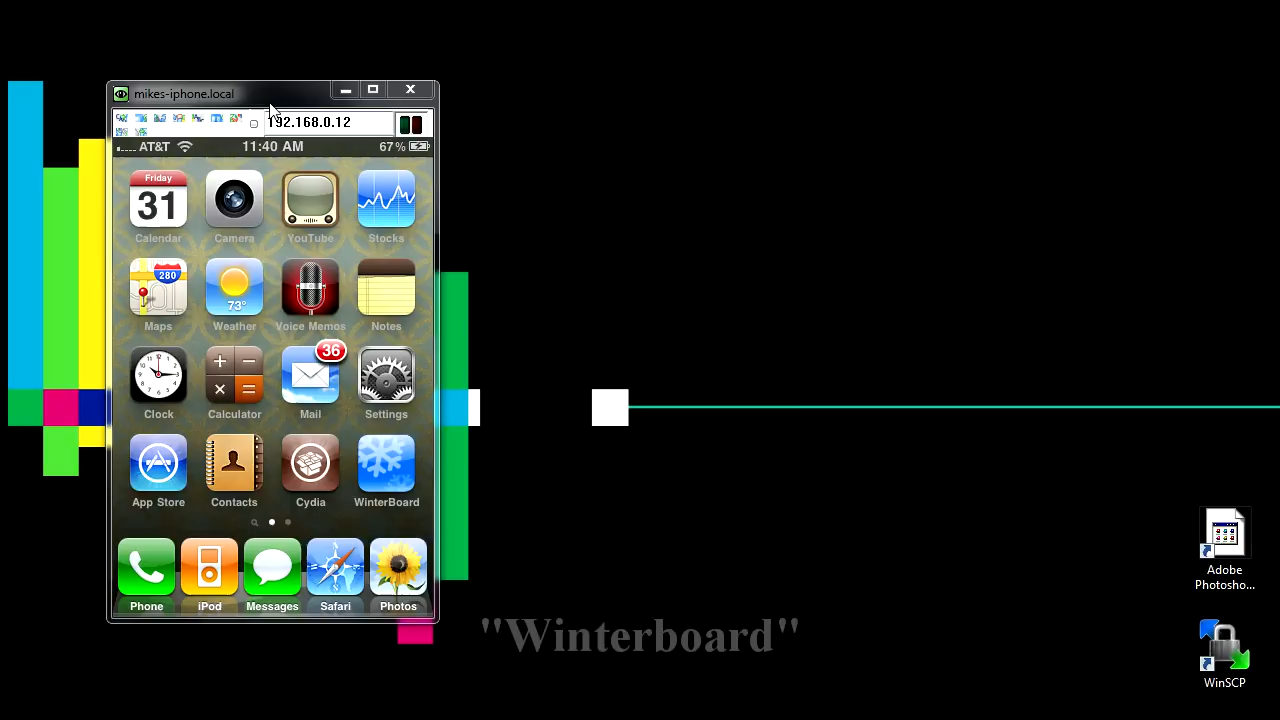 mikes-iphone.local
192.168.0.12
AT&T 11:40 AM 67%
Friday
31
Calendar Camera YouTube Stocks
280
73°
Maps Weather Voice Memos Notes
36
Clock Calculator Mail Settings
App Store Contacts Cydia WinterBoard
Phone iPod Messages Safari Photos
"Winterboard"
Adobe
Photosho...
WinSCP